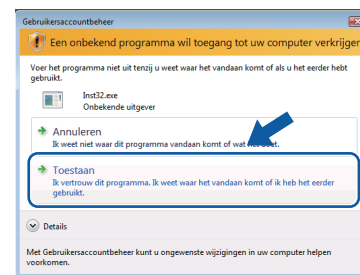 Gebruikersaccountbeheer
Een onbekend programma wil toegang tot uw computer verkrijgen
Voer het programma niet uit tenzij u weet waar het vandaan komt of als u het eerder hebt
gebruikt.
Inst32.exe
Onbekende uitgever
Annuleren
Ik weet niet waar dit programma vandaan komt of wat het doet.
Toestaan
Ik vertrouw dit programma. Ik weet waar het vandaan komt of ik heb het eerder
gebruikt.
Details
Met Gebruikersaccountbeheer kunt u ongewenste wijzigingen in uw computer helpen
voorkomen.